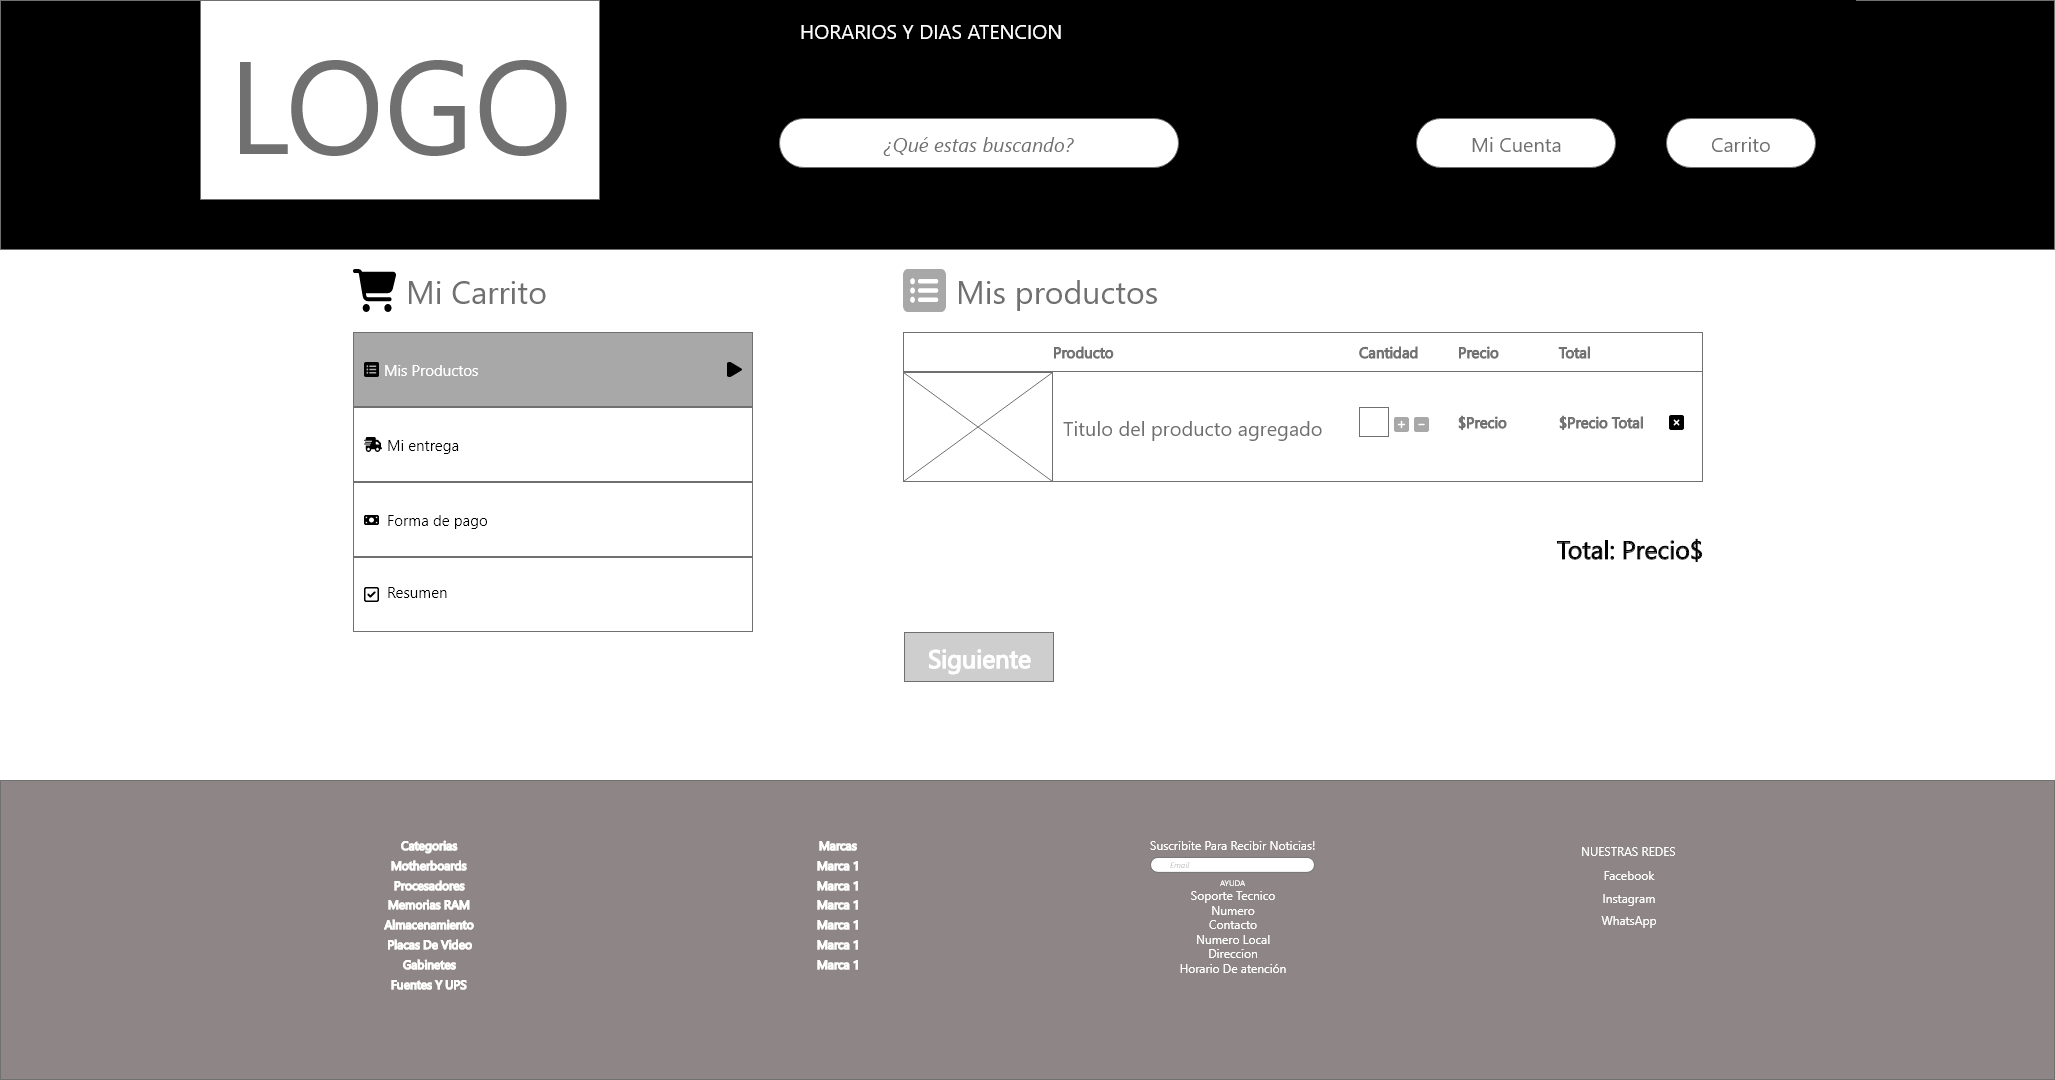 LOGO
HORARIOS Y DIAS ATENCION
¿Qué estas buscando?
Mi Cuenta
Carrito
Mi Carrito
Mis Productos
Mi entrega
Forma de pago
Resumen
Mis productos
Producto Cantidad Precio Total
Titulo del producto agregado $Precio $Precio Total
Total: Precio$
Siguiente
Categorias
Motherboards
Procesadores
Memorias RAM
Almacenamiento
Placas De Video
Gabinetes
Fuentes Y UPS
Marcas
Marca 1
Marca 1
Marca 1
Marca 1
Marca 1
Marca 1
Suscribite Para Recibir Noticias!
Email
AYUDA
Soporte Tecnico
Numero
Contacto
Numero Local
Direccion
Horario De atención
NUESTRAS REDES
Facebook
Instagram
WhatsApp